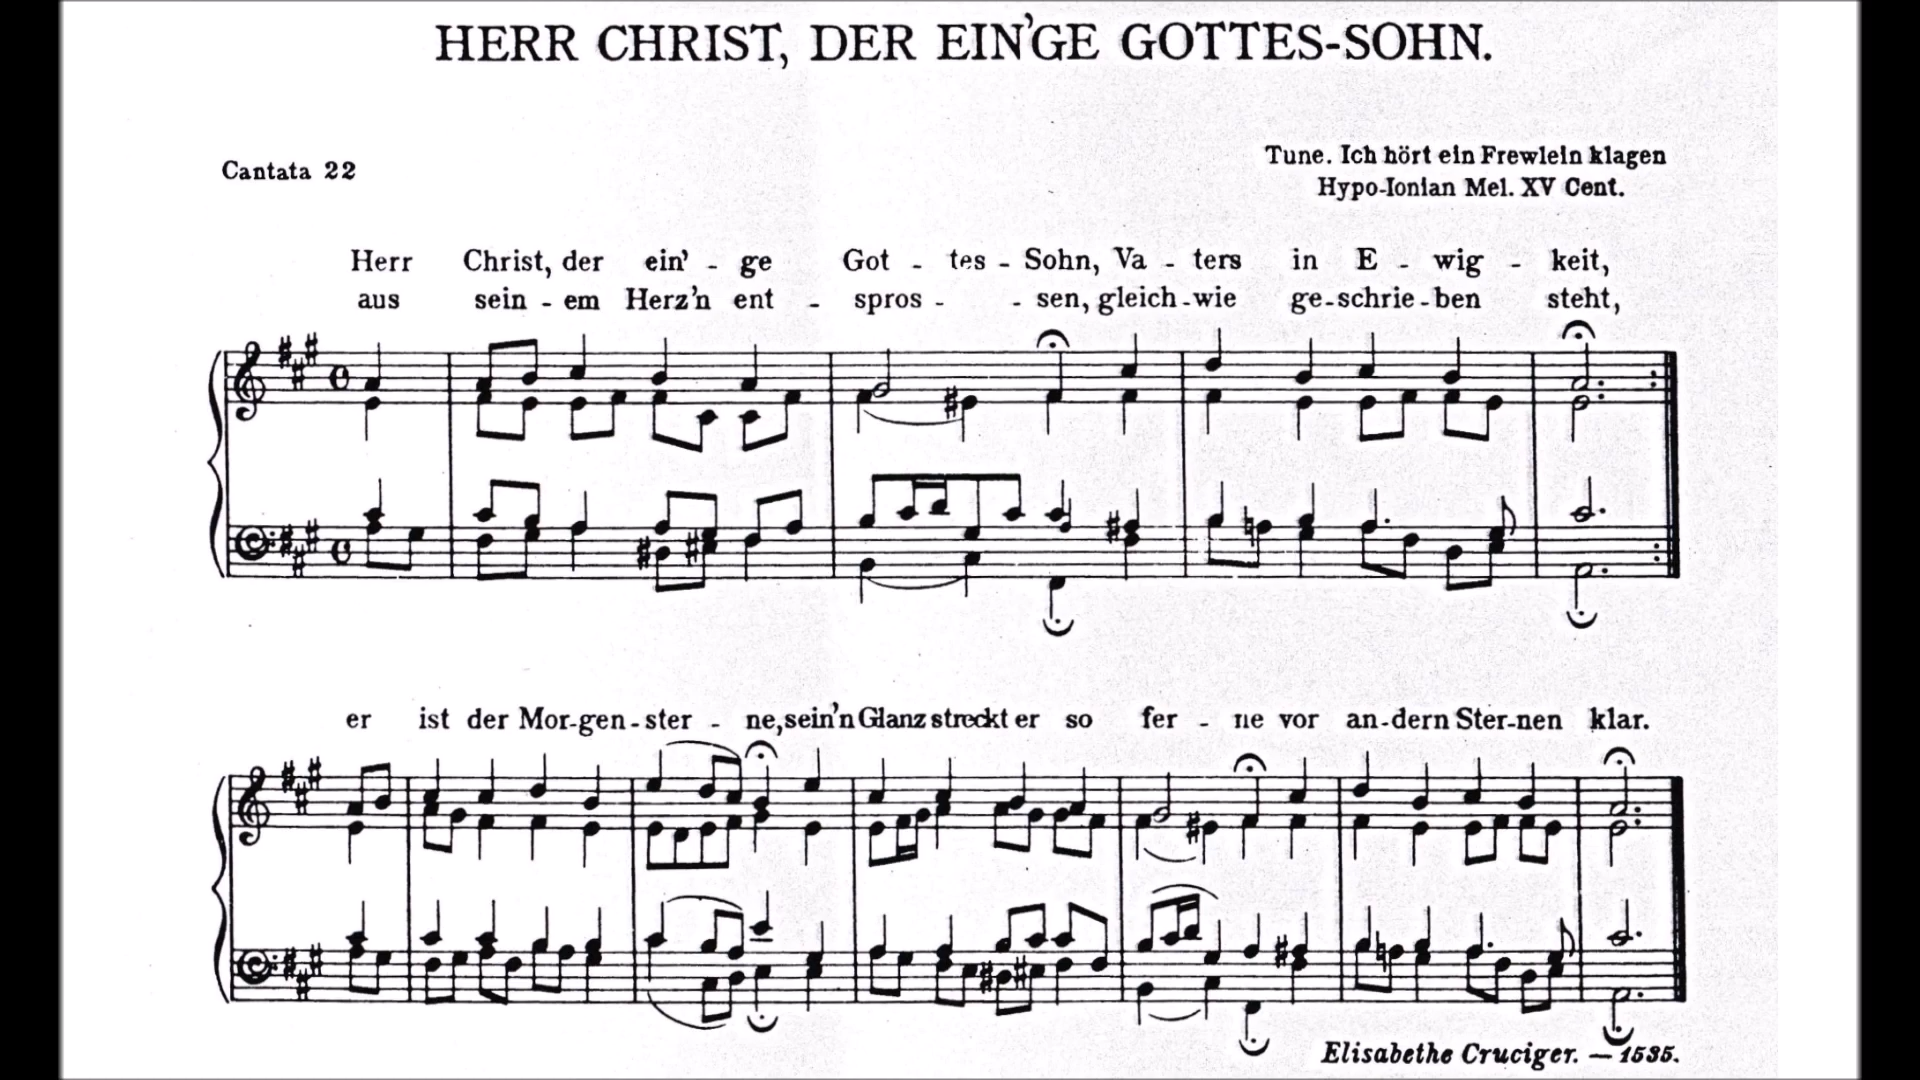 HERR CHRIST, DER EIN'GE GOTTES-SOHN.
Cantata 22
Tune. Ich hört ein Frewlein klagen
Hypo-Ionian Mel. XV Cent.
Herr Christ, der ein' - ge Got - tes - Sohn, Va - ters in E - wig - keit,
aus sein - em Herz'n ent - spros - - sen, gleich - wie ge - schrie - ben steht,
er ist der Mor - gen - ster - ne, sein'n Glanz streckt er so fer - ne vor an - dern Ster - nen klar.
Elisabethe Cruciger. — 1535.